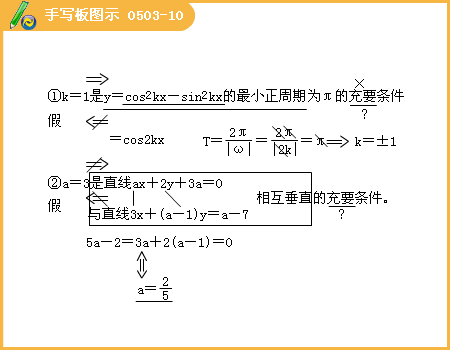 手写板图示 0503-10
①k=1是y=cos²kx-sin²kx的最小正周期为π的充要条件
假 ?
=cos2kx T=2π/|ω|=2π/|2k|=π⇒k=±1
②a=3是直线ax+2y+3a=0
假 相互垂直的充要条件。
与直线3x+(a-1)y=a-7 ?
5a-2=3a+2(a-1)=0
⇕
a=2/5